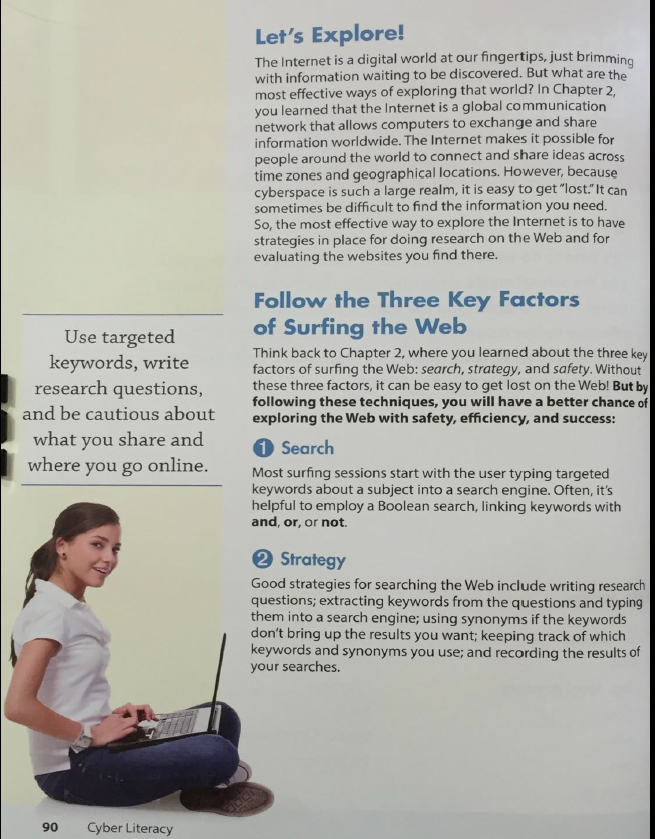 Let's Explore!
The Internet is a digital world at our fingertips, just brimming
with information waiting to be discovered. But what are the
most effective ways of exploring that world? In Chapter 2,
you learned that the Internet is a global communication
network that allows computers to exchange and share
information worldwide. The Internet makes it possible for
people around the world to connect and share ideas across
time zones and geographical locations. However, because
cyberspace is such a large realm, it is easy to get "lost." It can
sometimes be difficult to find the information you need.
So, the most effective way to explore the Internet is to have
strategies in place for doing research on the Web and for
evaluating the websites you find there.
Follow the Three Key Factors
of Surfing the Web
Think back to Chapter 2, where you learned about the three key
factors of surfing the Web: search, strategy, and safety. Without
these three factors, it can be easy to get lost on the Web! But by
following these techniques, you will have a better chance of
exploring the Web with safety, efficiency, and success:
1 Search
Most surfing sessions start with the user typing targeted
keywords about a subject into a search engine. Often, it's
helpful to employ a Boolean search, linking keywords with
and, or, or not.
2 Strategy
Good strategies for searching the Web include writing research
questions; extracting keywords from the questions and typing
them into a search engine; using synonyms if the keywords
don't bring up the results you want; keeping track of which
keywords and synonyms you use; and recording the results of
your searches.
Use targeted
keywords, write
research questions,
and be cautious about
what you share and
where you go online.
90 Cyber Literacy